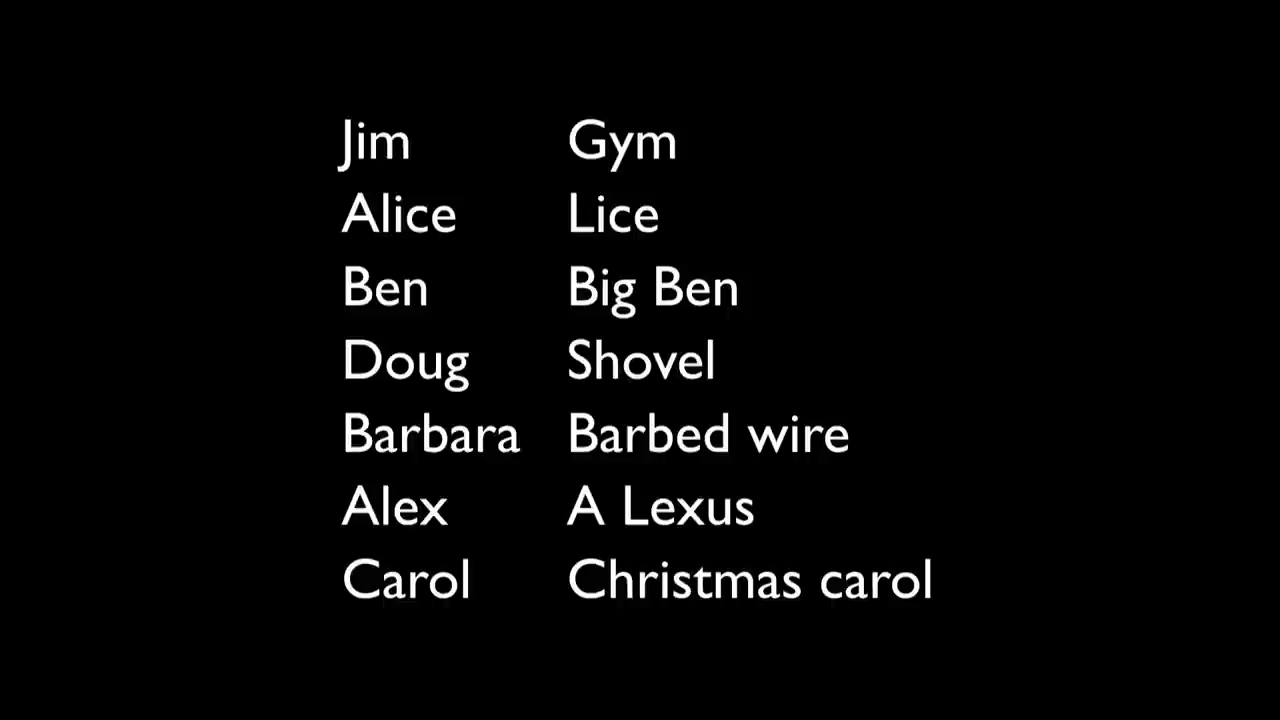 Jim Gym
Alice Lice
Ben Big Ben
Doug Shovel
Barbara Barbed wire
Alex A Lexus
Carol Christmas carol